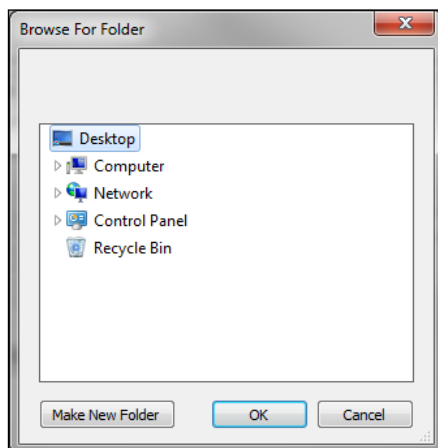 Browse For Folder
Desktop
Computer
Network
Control Panel
Recycle Bin
Make New Folder OK Cancel